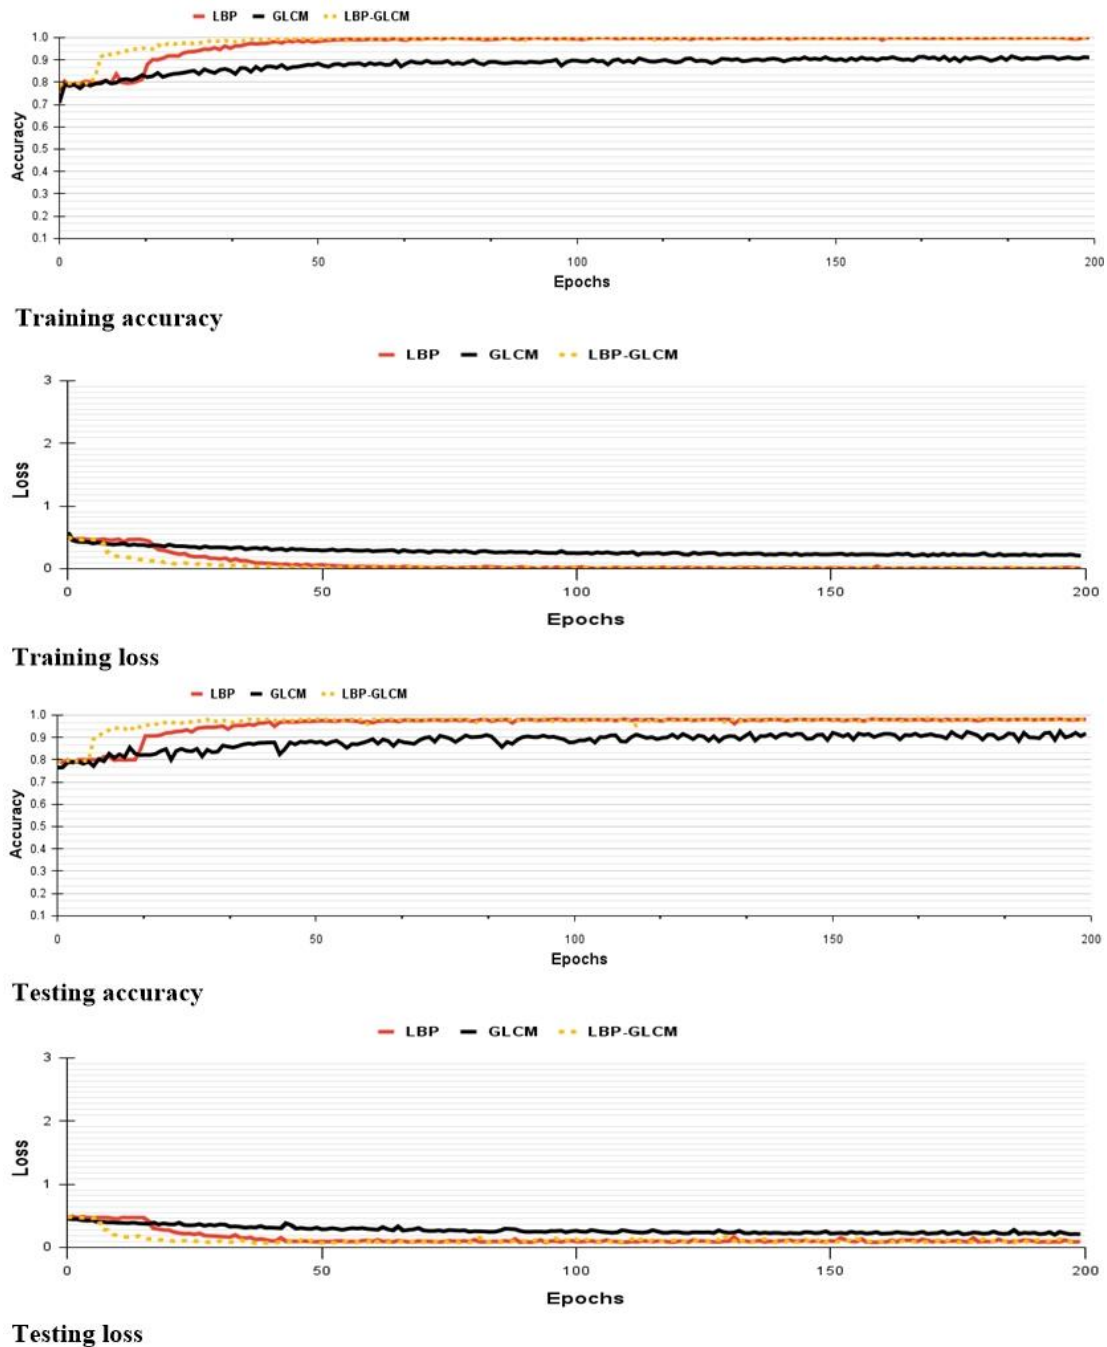 LBP GLCM LBP-GLCM
1.0
0.9
0.8
0.7
0.6
0.5
0.4
0.3
0.2
0.1
Accuracy
0 50 100 150 200
Epochs
Training accuracy
LBP GLCM LBP-GLCM
3
2
1
0
Loss
0 50 100 150 200
Epochs
Training loss
LBP GLCM LBP-GLCM
1.0
0.9
0.8
0.7
0.6
0.5
0.4
0.3
0.2
0.1
Accuracy
0 50 100 150 200
Epochs
Testing accuracy
LBP GLCM LBP-GLCM
3
2
1
0
Loss
0 50 100 150 200
Epochs
Testing loss